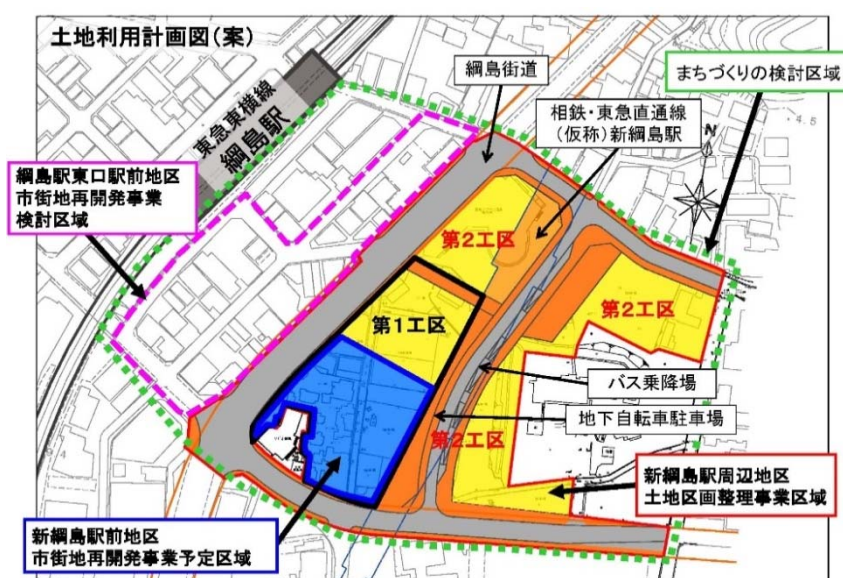 土地利用計画図(案)
東急東横線
綱島駅
綱島街道
まちづくりの検討区域
相鉄・東急直通線
(仮称)新綱島駅
4.5
N
綱島駅東口駅前地区
市街地再開発事業
検討区域
第2工区
第2工区
第1工区
バス乗降場
地下自転車駐車場
第2工区
新綱島駅周辺地区
土地区画整理事業区域
新綱島駅前地区
市街地再開発事業予定区域